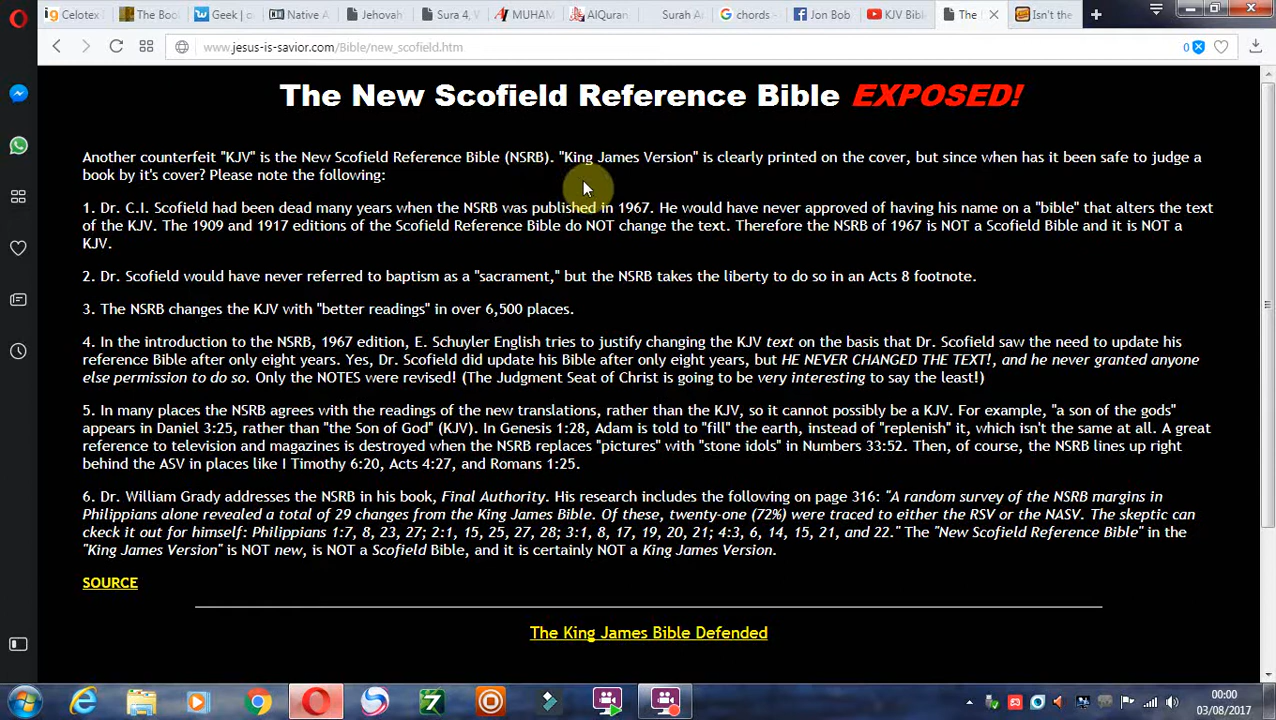 Celotex
The Book
Geek | c
Native A
Jehovah'
Sura 4, W
MUHAM
AlQuran
Surah As
chords -
Jon Bob
KJV Bibl
The
Isn't the
www.jesus-is-savior.com/Bible/new_scofield.htm
0
The New Scofield Reference Bible EXPOSED!
Another counterfeit "KJV" is the New Scofield Reference Bible (NSRB). "King James Version" is clearly printed on the cover, but since when has it been safe to judge a
book by it's cover? Please note the following:
1. Dr. C.I. Scofield had been dead many years when the NSRB was published in 1967. He would have never approved of having his name on a "bible" that alters the text
of the KJV. The 1909 and 1917 editions of the Scofield Reference Bible do NOT change the text. Therefore the NSRB of 1967 is NOT a Scofield Bible and it is NOT a
KJV.
2. Dr. Scofield would have never referred to baptism as a "sacrament," but the NSRB takes the liberty to do so in an Acts 8 footnote.
3. The NSRB changes the KJV with "better readings" in over 6,500 places.
4. In the introduction to the NSRB, 1967 edition, E. Schuyler English tries to justify changing the KJV text on the basis that Dr. Scofield saw the need to update his
reference Bible after only eight years. Yes, Dr. Scofield did update his Bible after only eight years, but HE NEVER CHANGED THE TEXT!, and he never granted anyone
else permission to do so. Only the NOTES were revised! (The Judgment Seat of Christ is going to be very interesting to say the least!)
5. In many places the NSRB agrees with the readings of the new translations, rather than the KJV, so it cannot possibly be a KJV. For example, "a son of the gods"
appears in Daniel 3:25, rather than "the Son of God" (KJV). In Genesis 1:28, Adam is told to "fill" the earth, instead of "replenish" it, which isn't the same at all. A great
reference to television and magazines is destroyed when the NSRB replaces "pictures" with "stone idols" in Numbers 33:52. Then, of course, the NSRB lines up right
behind the ASV in places like I Timothy 6:20, Acts 4:27, and Romans 1:25.
6. Dr. William Grady addresses the NSRB in his book, Final Authority. His research includes the following on page 316: "A random survey of the NSRB margins in
Philippians alone revealed a total of 29 changes from the King James Bible. Of these, twenty-one (72%) were traced to either the RSV or the NASV. The skeptic can
ckeck it out for himself: Philippians 1:7, 8, 23, 27; 2:1, 15, 25, 27, 28; 3:1, 8, 17, 19, 20, 21; 4:3, 6, 14, 15, 21, and 22." The "New Scofield Reference Bible" in the
"King James Version" is NOT new, is NOT a Scofield Bible, and it is certainly NOT a King James Version.
SOURCE
The King James Bible Defended
00:00
03/08/2017